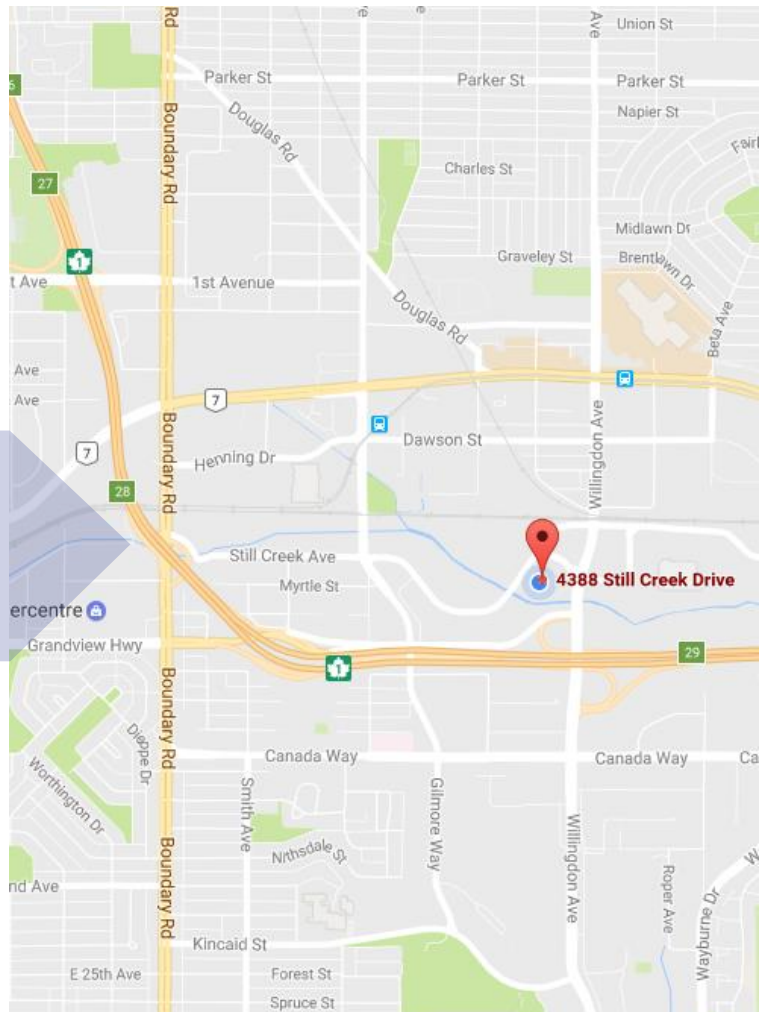 Rd
e
Ave
Union St
Parker St
Parker St
Parker St
Napier St
Boundary Rd
Douglas Rd
Charles St
27
Midlawn Dr
1
Graveley St
Brentlawn Dr
t Ave
1st Avenue
Douglas Rd
Beta Ave
Ave
7
Ave
Willingdon Ave
Boundary Rd
Dawson St
7
Henning Dr
28
Still Creek Ave
4388 Still Creek Drive
Myrtle St
ercentre
Grandview Hwy
29
1
Boundary Rd
Dieppe Dr
Canada Way
Canada Way
Ca
Worthington Dr
Smith Ave
Gilmore Way
Willingdon Ave
Nithsdale St
Roper Ave
Wayburne Dr
W
nd Ave
Boundary Rd
Kincaid St
E 25th Ave
Forest St
Spruce St